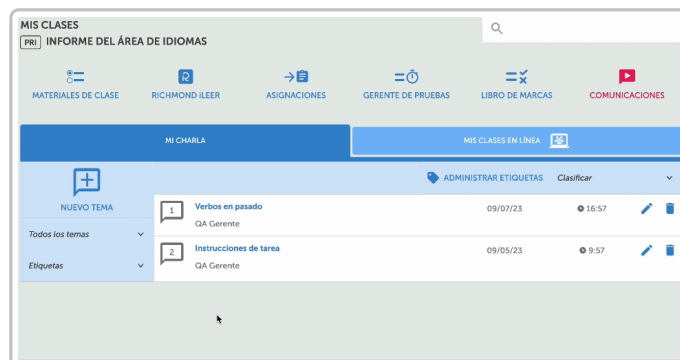 MIS CLASES
PRI INFORME DEL ÁREA DE IDIOMAS
MATERIALES DE CLASE
RICHMOND iLEER
ASIGNACIONES
GERENTE DE PRUEBAS
LIBRO DE MARCAS
COMUNICACIONES
MI CHARLA
MIS CLASES EN LÍNEA
NUEVO TEMA
Todos los temas
Etiquetas
ADMINISTRAR ETIQUETAS Clasificar
1 Verbos en pasado 09/07/23 16:57
QA Gerente
2 Instrucciones de tarea 09/05/23 9:57
QA Gerente